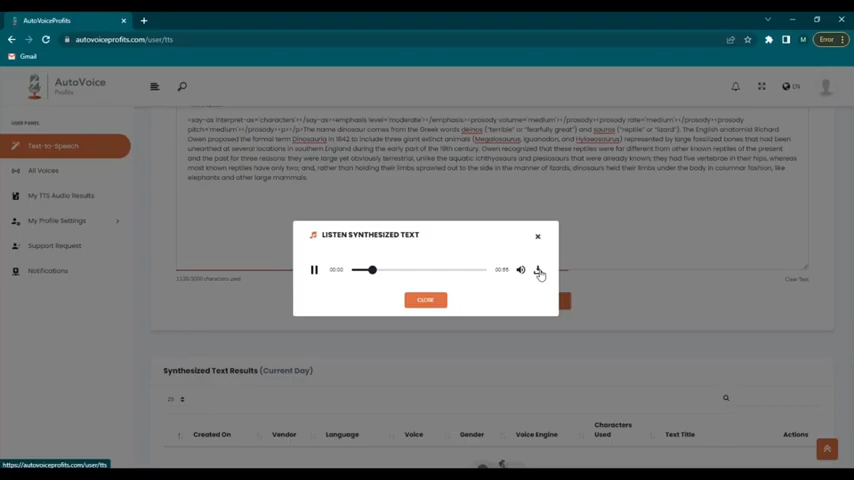 AutoVoiceProfits
autovoiceprofits.com/user/tts
Error
M
Gmail
AutoVoice
Profits
EN
USER PANEL
Text-to-Speech
All Voices
My TTS Audio Results
My Profile Settings
Support Request
Notifications
<say-as interpret-as='characters'></say-as><emphasis level='moderate'></emphasis><prosody volume='medium'></prosody><prosody rate='medium'></prosody><prosody
pitch='medium'></prosody><p></p>The name dinosaur comes from the Greek words deinos ("terrible" or "fearfully great") and sauros ("reptile" or "lizard"). The English anatomist Richard
Owen proposed the formal term Dinosauria in 1842 to include three giant extinct animals (Megalosaurus, Iguanodon, and Hylaeosaurus) represented by large fossilized bones that had been
unearthed at several locations in southern England during the early part of the 19th century. Owen recognized that these reptiles were far different from other known reptiles of the present
and the past for three reasons: they were large yet obviously terrestrial, unlike the aquatic ichthyosaurs and plesiosaurs that were already known; they had five vertebrae in their hips, whereas
most known reptiles have only two; and, rather than holding their limbs sprawled out to the side in the manner of lizards, dinosaurs held their limbs under the body in columnar fashion, like
elephants and other large mammals.
LISTEN SYNTHESIZED TEXT
00:00
CLOSE
Clear Text
Synthesized Text Results (Current Day)
25
Created On
Vendor
Language
Voice
Gender
Voice Engine
Characters
Used
Text Title
Actions
https://autovoiceprofits.com/user/tts